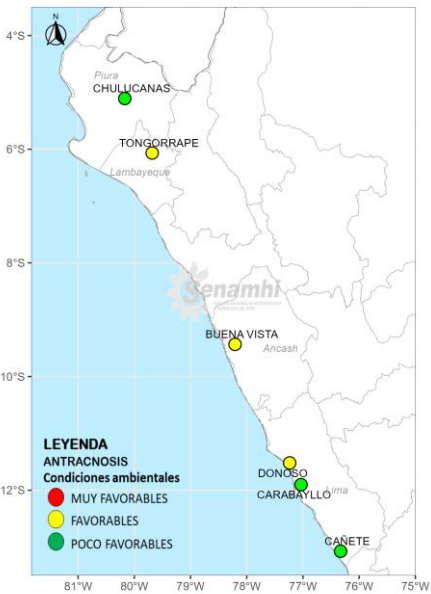 N
4°S
Piura
CHULUCANAS
6°S
TONGORRAPE
Lambayeque
8°S
Senamhi
BUENA VISTA
Ancash
10°S
LEYENDA
ANTRACNOSIS
Condiciones ambientales
MUY FAVORABLES
FAVORABLES
POCO FAVORABLES
DONOSO
12°S
CARABAYLLO
Lima
CAÑETE
81°W
80°W
79°W
78°W
77°W
76°W
75°W